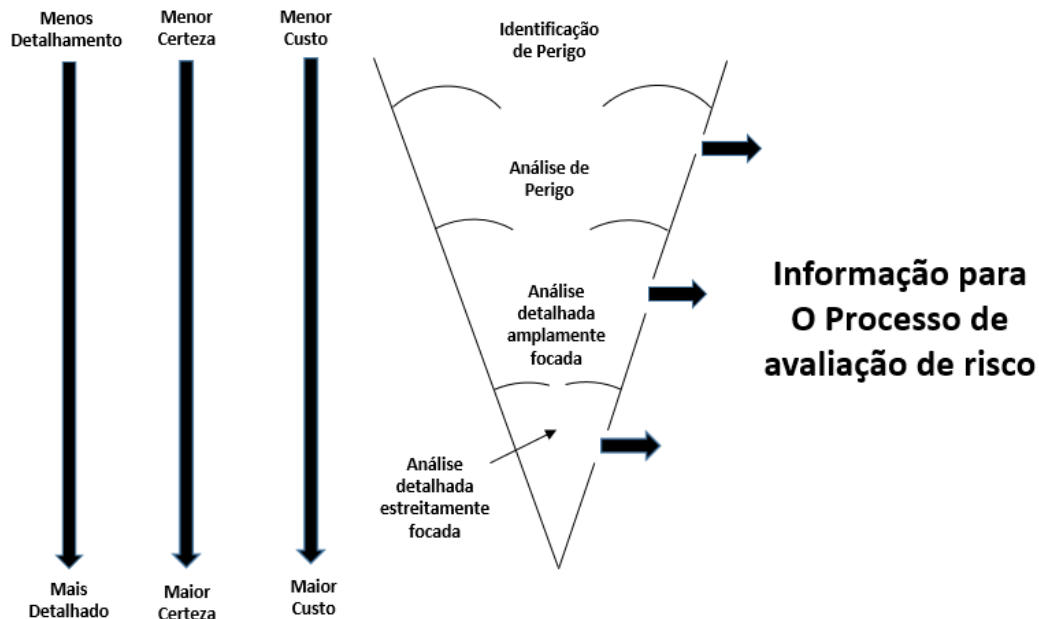 Menos
Detalhamento
Menor
Certeza
Menor
Custo
Identificação
de Perigo
Análise de
Perigo
Análise
detalhada
amplamente
focada
Análise
detalhada
estreitamente
focada
Informação para
O Processo de
avaliação de risco
Mais
Detalhado
Maior
Certeza
Maior
Custo